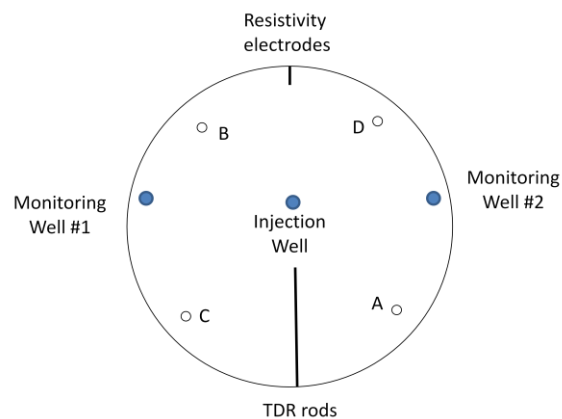 Resistivity
electrodes
B
D
Monitoring
Well #1
Injection
Well
Monitoring
Well #2
C
A
TDR rods